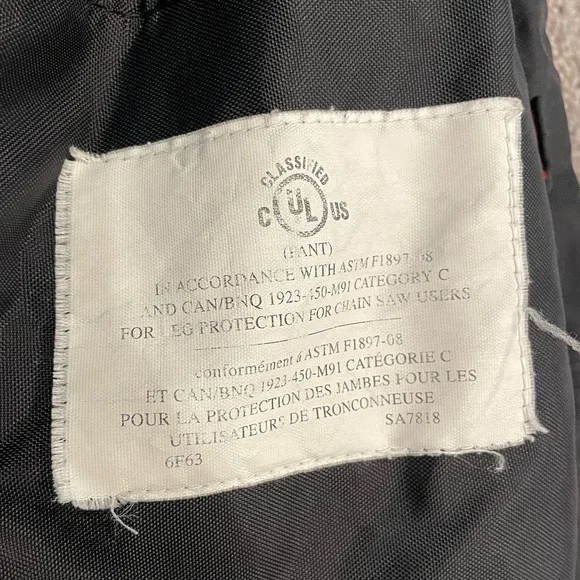 CLASSIFIED
C UL US
(PANT)
IN ACCORDANCE WITH ASTM F1897-08
AND CAN/BNQ 1923-450-M91 CATEGORY C
FOR LEG PROTECTION FOR CHAIN SAW USERS
conformément á ASTM F1897-08
ET CAN/BNQ 1923-450-M91 CATÉGORIE C
POUR LA PROTECTION DES JAMBES POUR LES
UTILISATEURS DE TRONCONNEUSE
6F63 SA7818